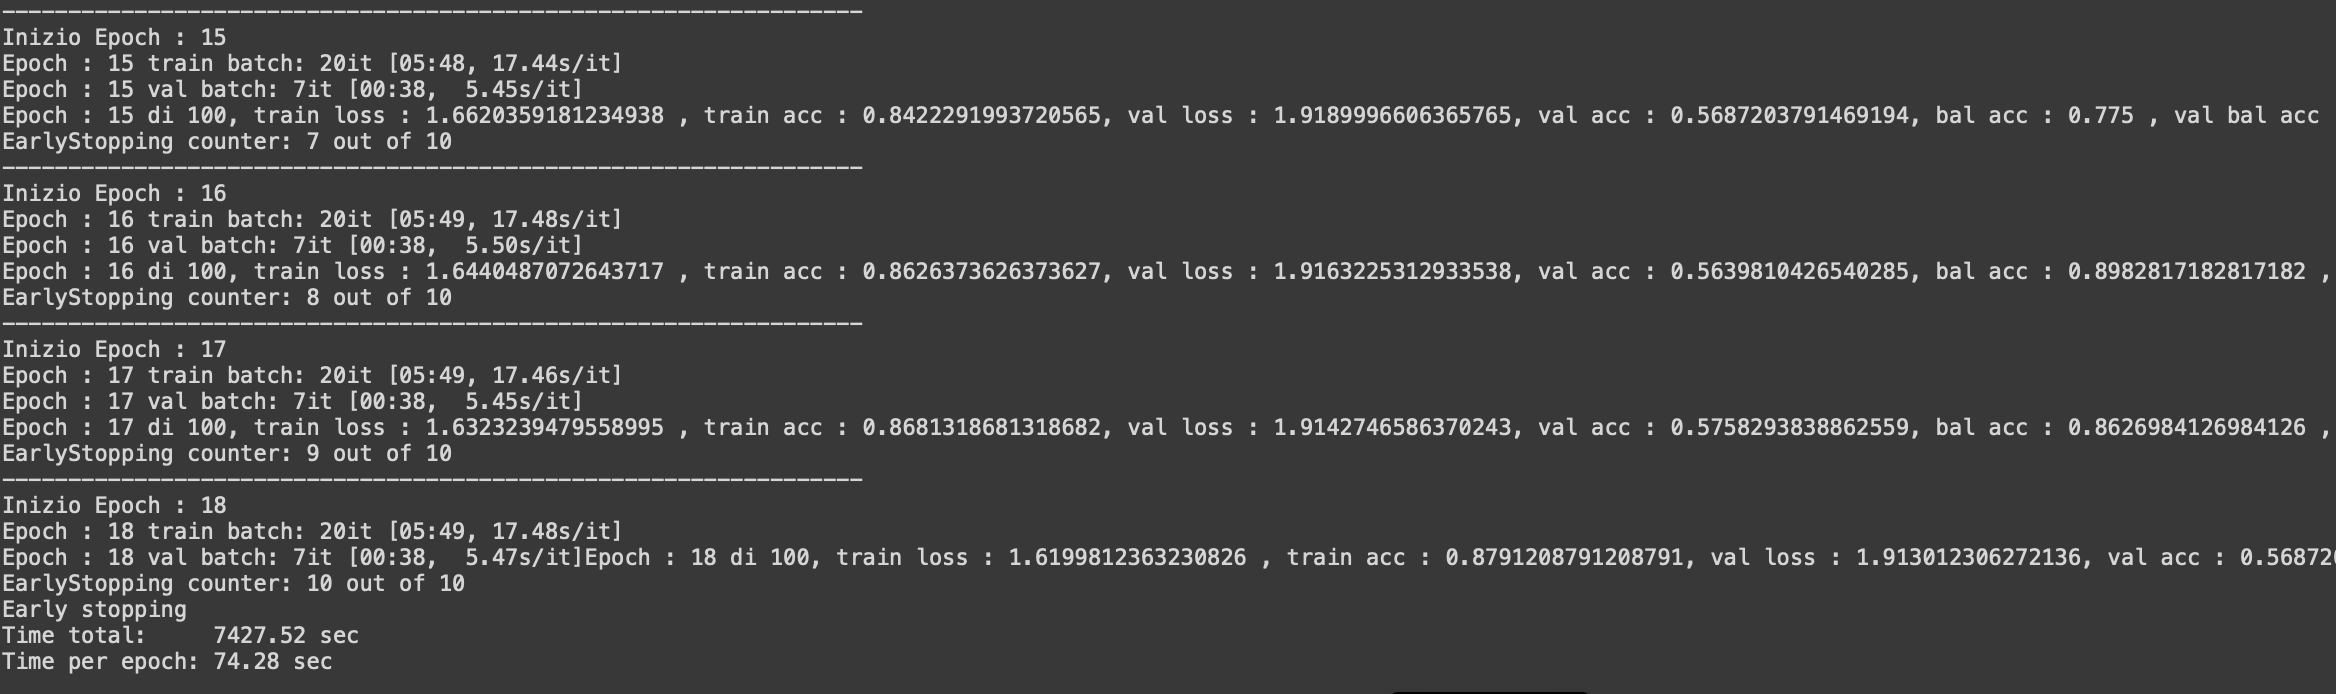 -----------------------------------------------------------------
Inizio Epoch : 15
Epoch : 15 train batch: 20it [05:48, 17.44s/it]
Epoch : 15 val batch: 7it [00:38,  5.45s/it]
Epoch : 15 di 100, train loss : 1.6620359181234938 , train acc : 0.8422291993720565, val loss : 1.9189996606365765, val acc : 0.5687203791469194, bal acc : 0.775 , val bal acc
EarlyStopping counter: 7 out of 10
-----------------------------------------------------------------
Inizio Epoch : 16
Epoch : 16 train batch: 20it [05:49, 17.48s/it]
Epoch : 16 val batch: 7it [00:38,  5.50s/it]
Epoch : 16 di 100, train loss : 1.6440487072643717 , train acc : 0.8626373626373627, val loss : 1.9163225312933538, val acc : 0.5639810426540285, bal acc : 0.8982817182817182 ,
EarlyStopping counter: 8 out of 10
-----------------------------------------------------------------
Inizio Epoch : 17
Epoch : 17 train batch: 20it [05:49, 17.46s/it]
Epoch : 17 val batch: 7it [00:38,  5.45s/it]
Epoch : 17 di 100, train loss : 1.6323239479558995 , train acc : 0.8681318681318682, val loss : 1.9142746586370243, val acc : 0.5758293838862559, bal acc : 0.8626984126984126 ,
EarlyStopping counter: 9 out of 10
-----------------------------------------------------------------
Inizio Epoch : 18
Epoch : 18 train batch: 20it [05:49, 17.48s/it]
Epoch : 18 val batch: 7it [00:38,  5.47s/it]Epoch : 18 di 100, train loss : 1.6199812363230826 , train acc : 0.8791208791208791, val loss : 1.913012306272136, val acc : 0.56872
EarlyStopping counter: 10 out of 10
Early stopping
Time total:     7427.52 sec
Time per epoch: 74.28 sec